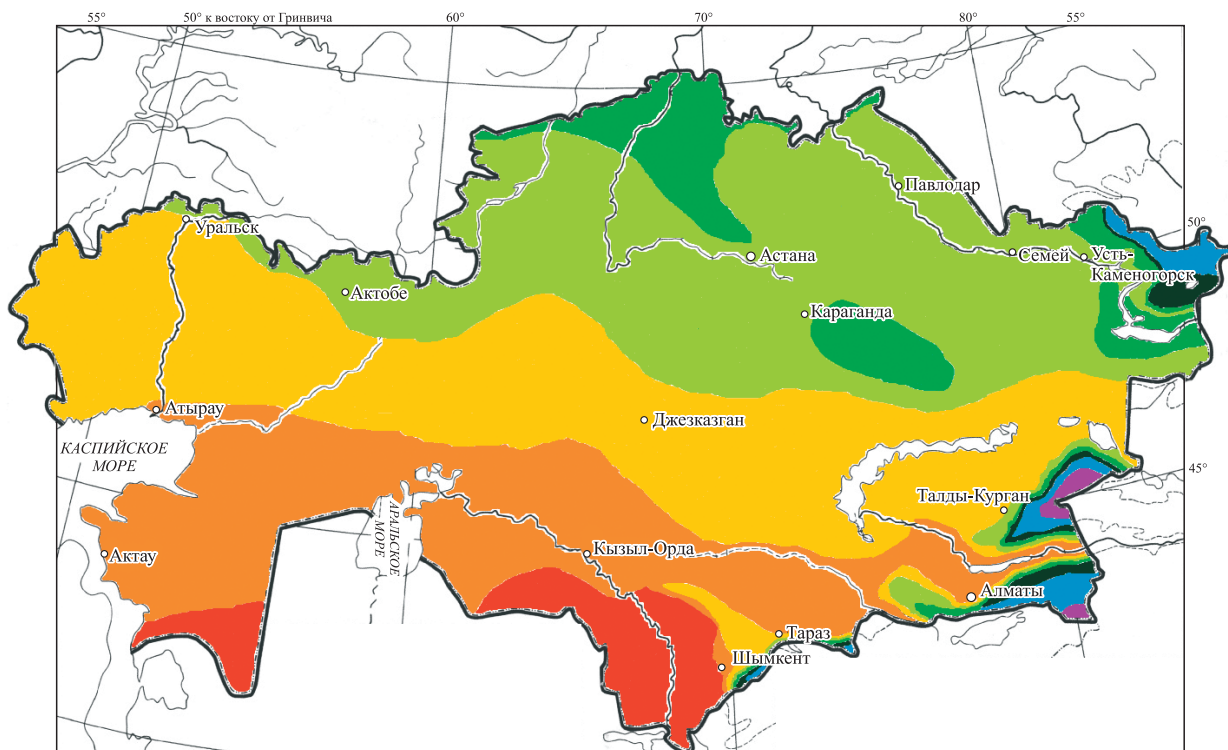 55°
50° к востоку от Гринвича
60°
70°
80°
55°
Павлодар
Уральск
50°
Астана
Семей
Усть-
Каменогорск
Актобе
Караганда
Атырау
Джезказган
КАСПИЙСКОЕ
МОРЕ
45°
Талды-Курган
АРАЛЬСКОЕ
МОРЕ
Актау
Кызыл-Орда
Алматы
Тараз
Шымкент